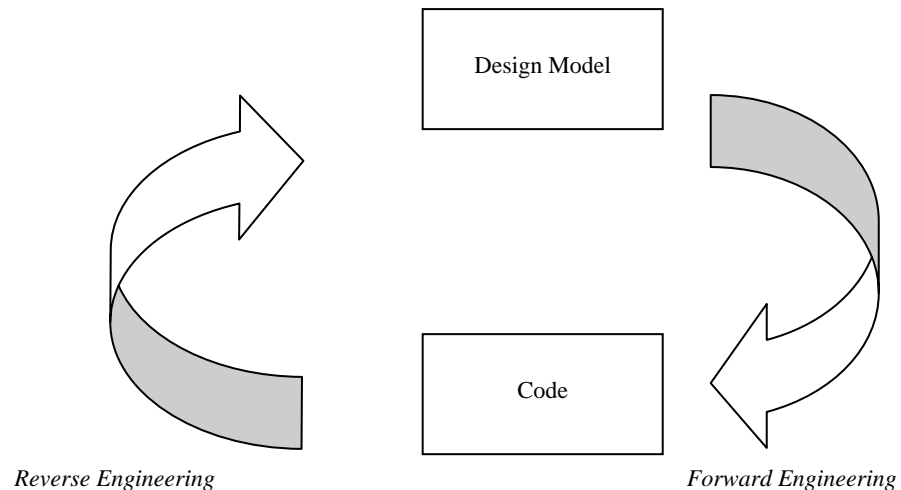 Design Model
Code
Reverse Engineering
Forward Engineering